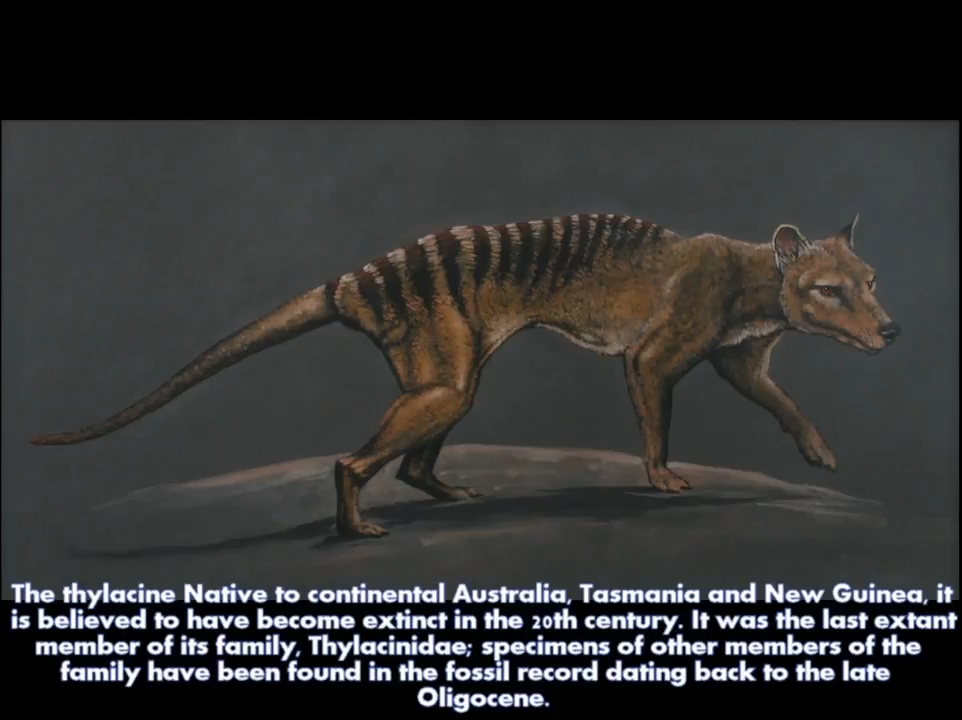 The thylacine Native to continental Australia, Tasmania and New Guinea, it
is believed to have become extinct in the 20th century. It was the last extant
member of its family, Thylacinidae; specimens of other members of the
family have been found in the fossil record dating back to the late
Oligocene.